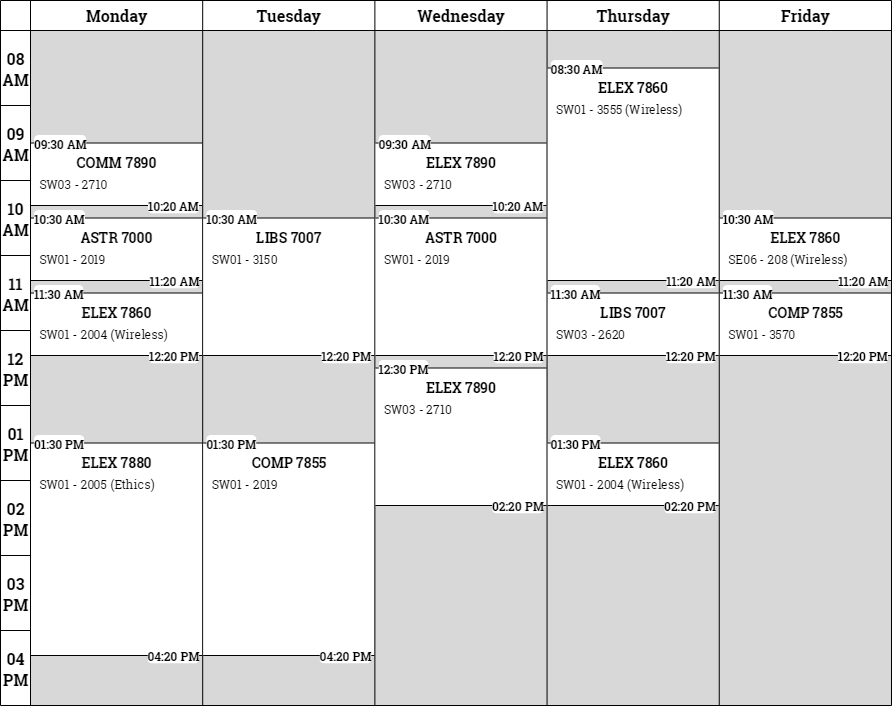 Monday
Tuesday
Wednesday
Thursday
Friday
08
AM
09
AM
10
AM
11
AM
12
PM
01
PM
02
PM
03
PM
04
PM
09:30 AM
COMM 7890
SW03 - 2710
10:20 AM
10:30 AM
ASTR 7000
SW01 - 2019
11:20 AM
11:30 AM
ELEX 7860
SW01 - 2004 (Wireless)
12:20 PM
01:30 PM
ELEX 7880
SW01 - 2005 (Ethics)
04:20 PM
10:30 AM
LIBS 7007
SW01 - 3150
12:20 PM
01:30 PM
COMP 7855
SW01 - 2019
04:20 PM
09:30 AM
ELEX 7890
SW03 - 2710
10:20 AM
10:30 AM
ASTR 7000
SW01 - 2019
12:20 PM
12:30 PM
ELEX 7890
SW03 - 2710
02:20 PM
08:30 AM
ELEX 7860
SW01 - 3555 (Wireless)
11:20 AM
11:30 AM
LIBS 7007
SW03 - 2620
12:20 PM
01:30 PM
ELEX 7860
SW01 - 2004 (Wireless)
02:20 PM
10:30 AM
ELEX 7860
SE06 - 208 (Wireless)
11:20 AM
11:30 AM
COMP 7855
SW01 - 3570
12:20 PM